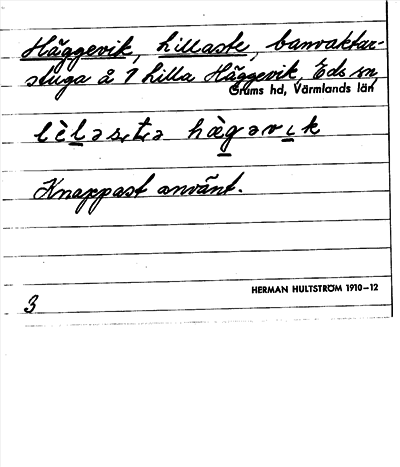 Häggevik, lillaste, banvaktar-
stuga å 1 lilla Häggevik, Eds sn,
Grums hd, Värmlands län
Knappast använt.
HERMAN HULTSTRÖM 1910–12
3